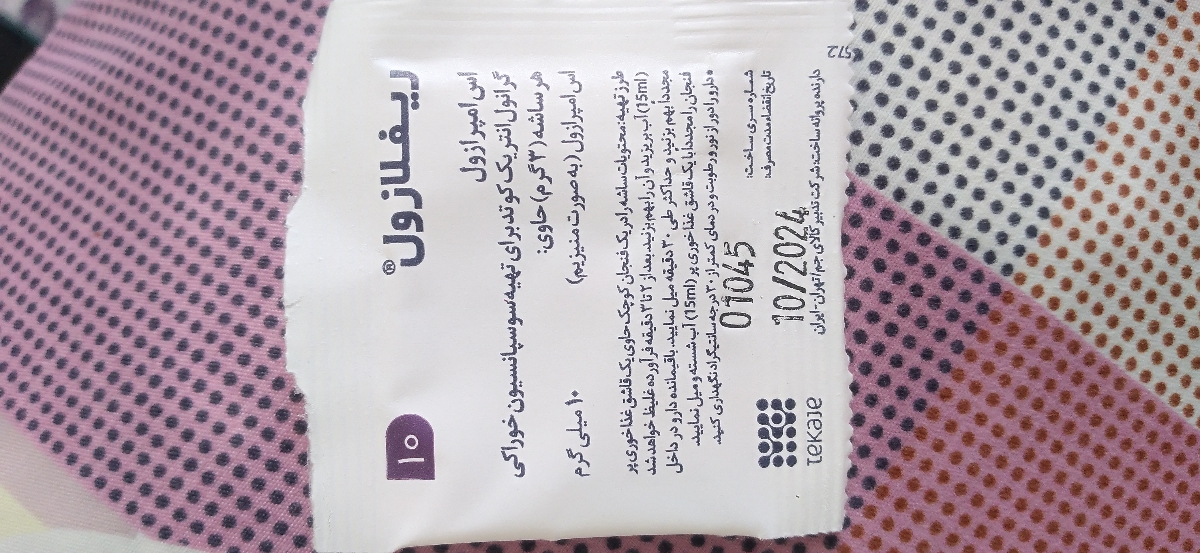 ریفلازول®
۱۰
اس امپرازول
گرانول انتریک کوتد برای تهیه سوسپانسیون خوراکی
هر ساشه (۳ گرم) حاوی:
اس امپرازول (به صورت منیزیم) ۱۰ میلی گرم
طرز تهیه: محتویات ساشه را در یک فنجان کوچک حاوی یک قاشق غذاخوری پر
(15ml) آب بریزید و آن را بهم بزنید. بعد از ۲ تا ۳ دقیقه فرآورده غلیظ خواهد شد
مجددا بهم بزنید و حداکثر طی ۳۰ دقیقه میل نمایید. باقیمانده دارو در داخل
فنجان را مجددا با یک قاشق غذاخوری پر (15ml) آب شسته و میل نمایید.
• دارو را دور از نور و رطوبت و در دمای کمتر از ۳۰ درجه سانتیگراد نگهداری کنید.
شماره سری ساخت: 01045
تاریخ انقضاء مدت مصرف: 10/2024
دارنده پروانه ساخت: شرکت تدبیر کالای جم/تهران-ایران
Tekaje
572